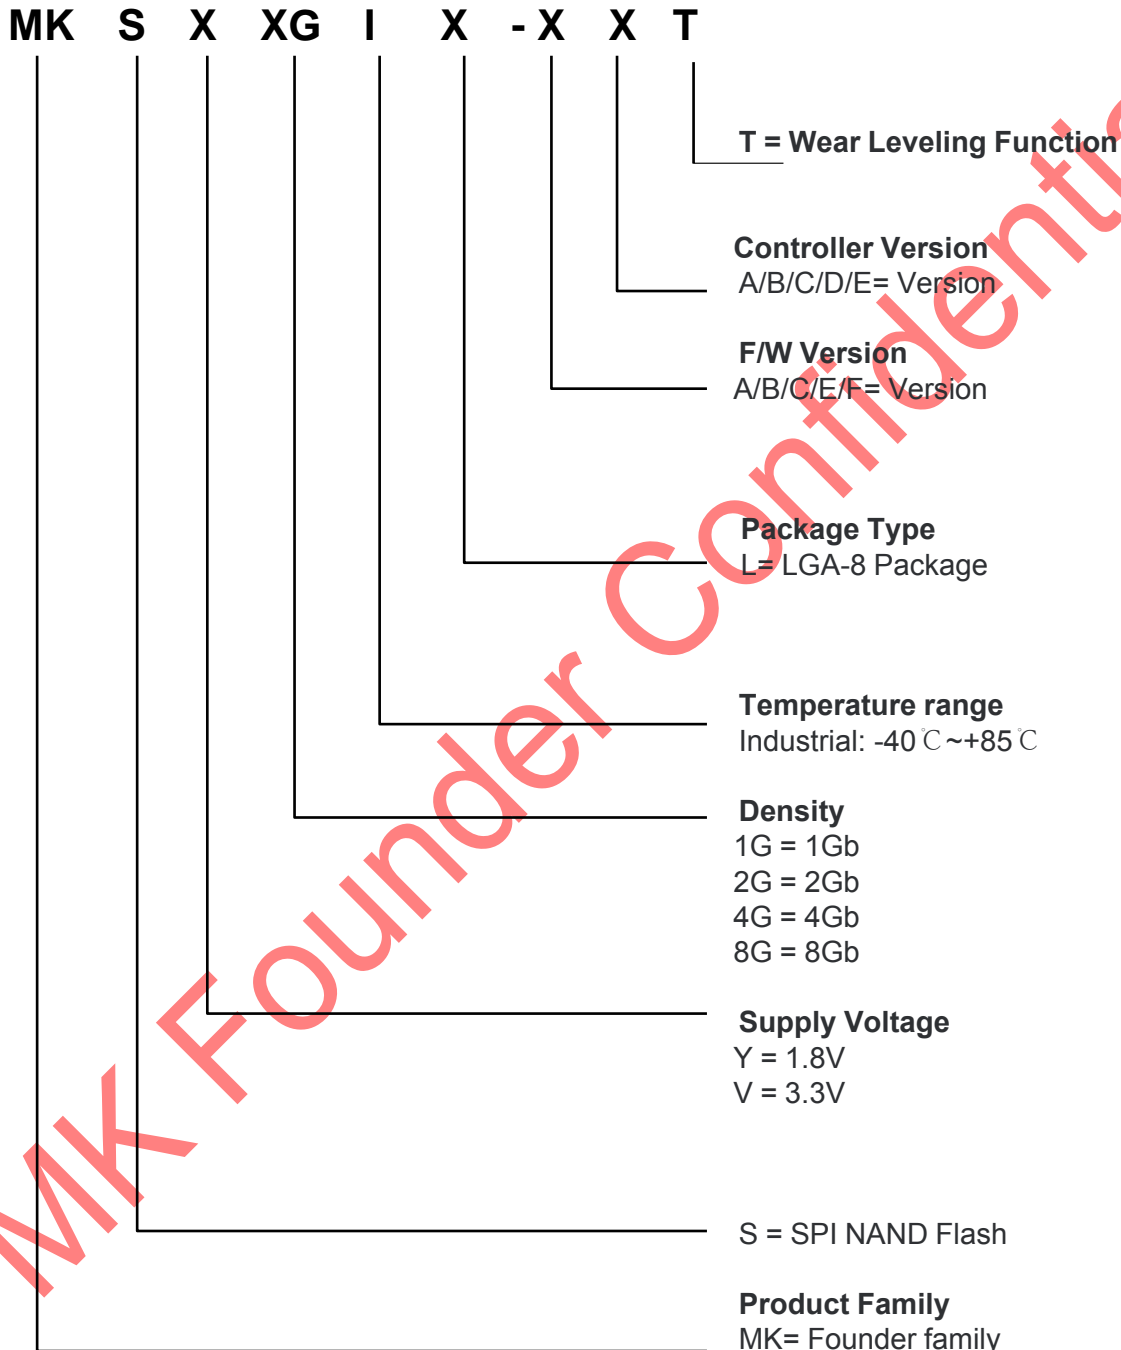 MK S X XG I X - X X T
T = Wear Leveling Function
Controller Version
A/B/C/D/E= Version
F/W Version
A/B/C/E/F= Version
Package Type
L= LGA-8 Package
Temperature range
Industrial: -40℃~+85℃
Density
1G = 1Gb
2G = 2Gb
4G = 4Gb
8G = 8Gb
Supply Voltage
Y = 1.8V
V = 3.3V
S = SPI NAND Flash
Product Family
MK= Founder family
MK Founder Confidentia